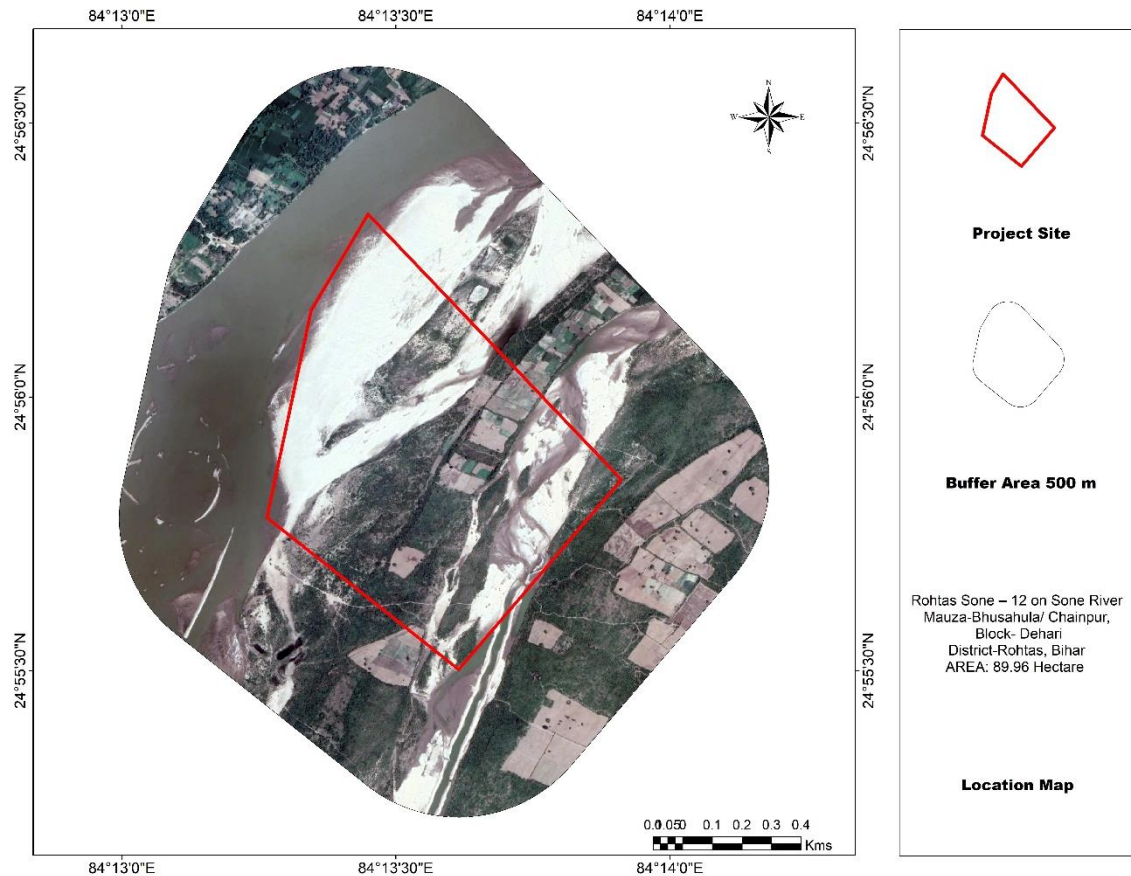 84°13'0"E 84°13'30"E 84°14'0"E
24°56'30"N 24°56'30"N
24°56'0"N 24°56'0"N
24°55'30"N 24°55'30"N
N
W E
S
0.1 0.05 0 0.1 0.2 0.3 0.4
Kms
84°13'0"E 84°13'30"E 84°14'0"E
Project Site
Buffer Area 500 m
Rohtas Sone – 12 on Sone River
Mauza-Bhusahula/ Chainpur,
Block- Dehari
District-Rohtas, Bihar
AREA: 89.96 Hectare
Location Map